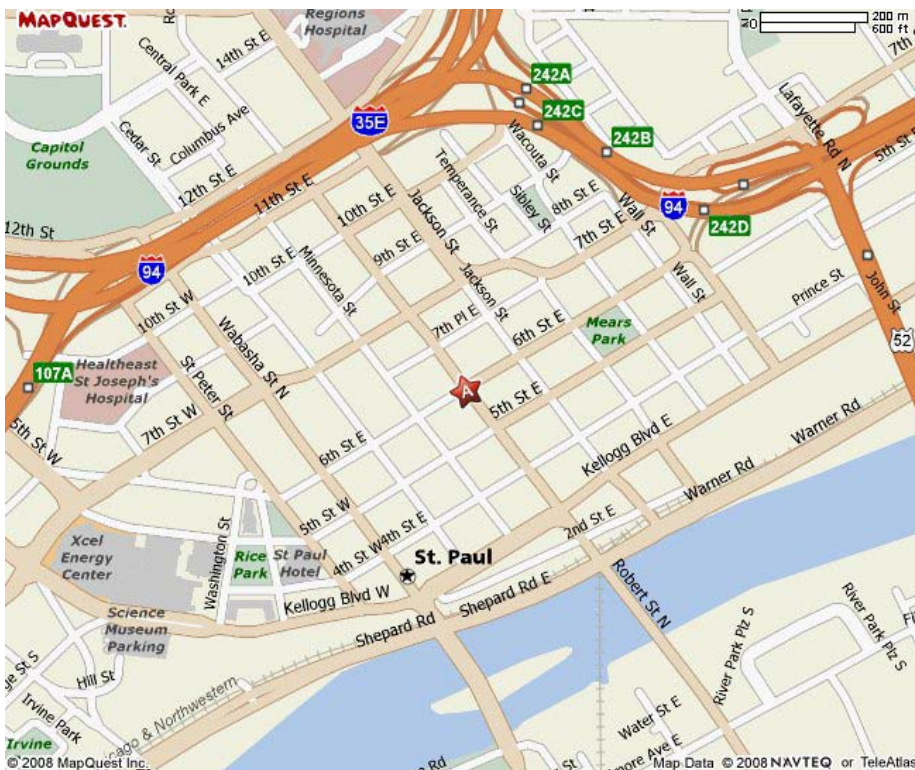 MAPQUEST.
Regions
Hospital
200 m
0
600 ft
14th St E
Central Park E
Columbus Ave
Cedar St
Capitol
Grounds
12th St E
12th St
11th St E
35E
242A
242C
242B
242D
Lafayette Rd N
5th St E
Wacouta St
Temperance St
Sibley St
8th St E
7th St E
Wall St
94
Wall St
Prince St
John St
52
94
10th St E
Jackson St
9th St E
Jackson St
10th St E
Minnesota St
7th Pl E
6th St E
Mears
Park
10th St W
Wabasha St N
St Peter St
107A
Healtheast
St Joseph's
Hospital
7th St W
5th St W
A
5th St E
6th St E
Kellogg Blvd E
Warner Rd
Warner Rd
2nd St E
5th St W
4th St W
4th St E
Washington St
Xcel
Energy
Center
Rice
Park
St Paul
Hotel
St. Paul
Kellogg Blvd W
Shepard Rd
Shepard Rd E
Robert St N
Science
Museum
Parking
Hill St
Irvine Park
Irvine
River Park Plz S
River Park Plz S
Water St E
© 2008 MapQuest Inc.
Map Data © 2008 NAVTEQ or TeleAtlas